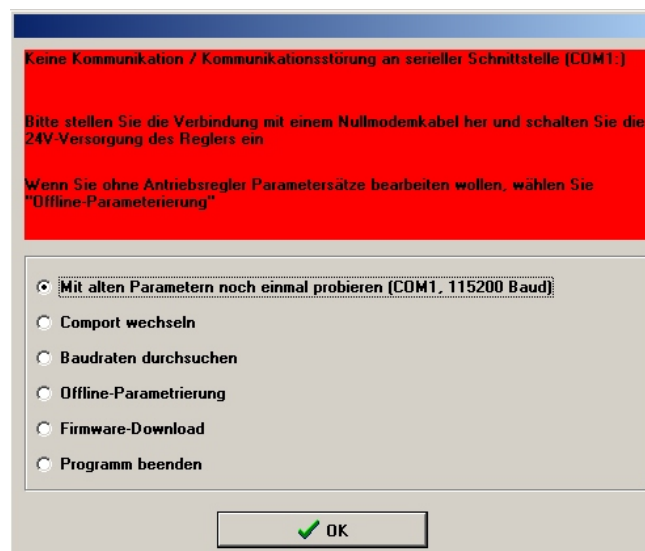 Keine Kommunikation / Kommunikationsstörung an serieller Schnittstelle (COM1:)
Bitte stellen Sie die Verbindung mit einem Nullmodemkabel her und schalten Sie die
24V-Versorgung des Reglers ein
Wenn Sie ohne Antriebsregler Parametersätze bearbeiten wollen, wählen Sie
"Offline-Parameterierung"
Mit alten Parametern noch einmal probieren (COM1, 115200 Baud)
Comport wechseln
Baudraten durchsuchen
Offline-Parametrierung
Firmware-Download
Programm beenden
OK